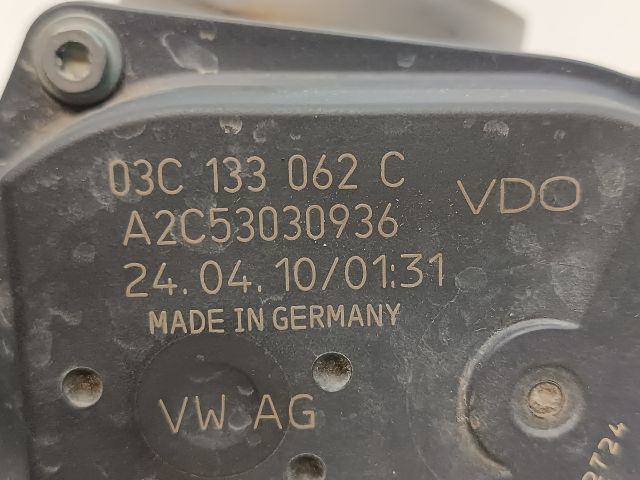 03C 133 062 C
VDO
A2C53030936
24.04.10/01:31
MADE IN GERMANY
VW AG